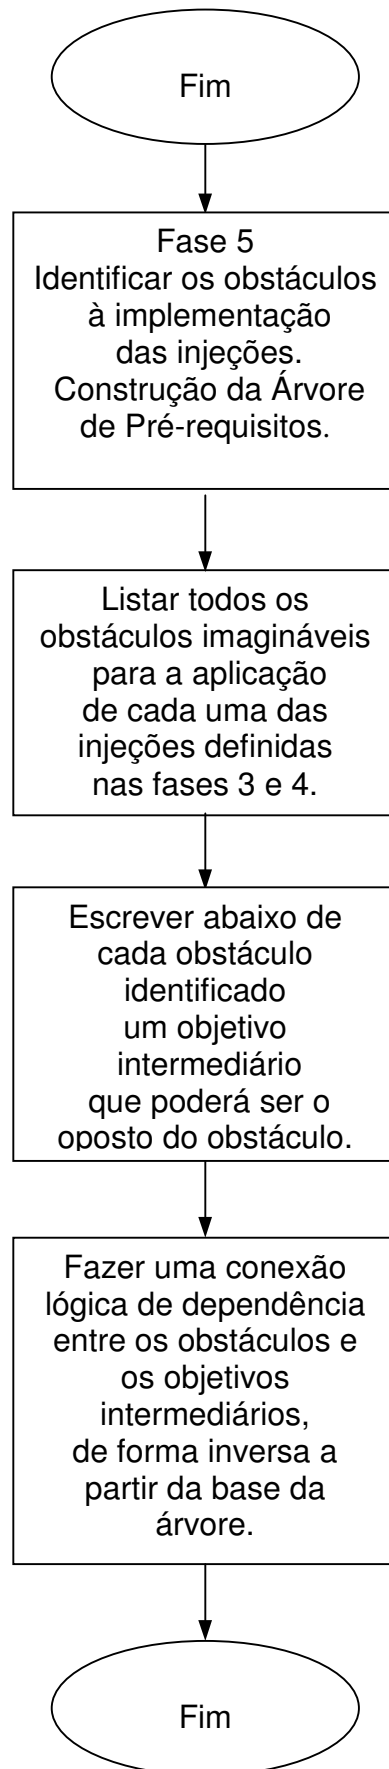 Fim
Fase 5
Identificar os obstáculos
à implementação
das injeções.
Construção da Árvore
de Pré-requisitos.
Listar todos os
obstáculos imagináveis
para a aplicação
de cada uma das
injeções definidas
nas fases 3 e 4.
Escrever abaixo de
cada obstáculo
identificado
um objetivo
intermediário
que poderá ser o
oposto do obstáculo.
Fazer uma conexão
lógica de dependência
entre os obstáculos e
os objetivos
intermediários,
de forma inversa a
partir da base da
árvore.
Fim